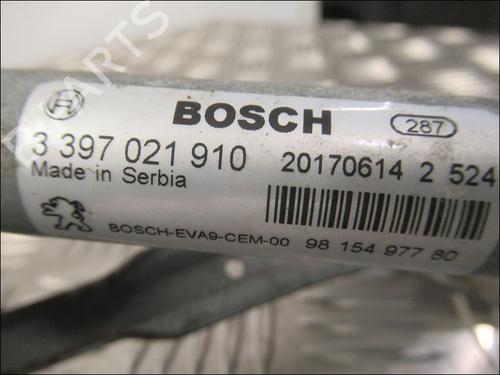 BOSCH
287
3 397 021 910
20170614 2 524
Made in Serbia
BOSCH-EVA9-CEM-00 98 154 977 80